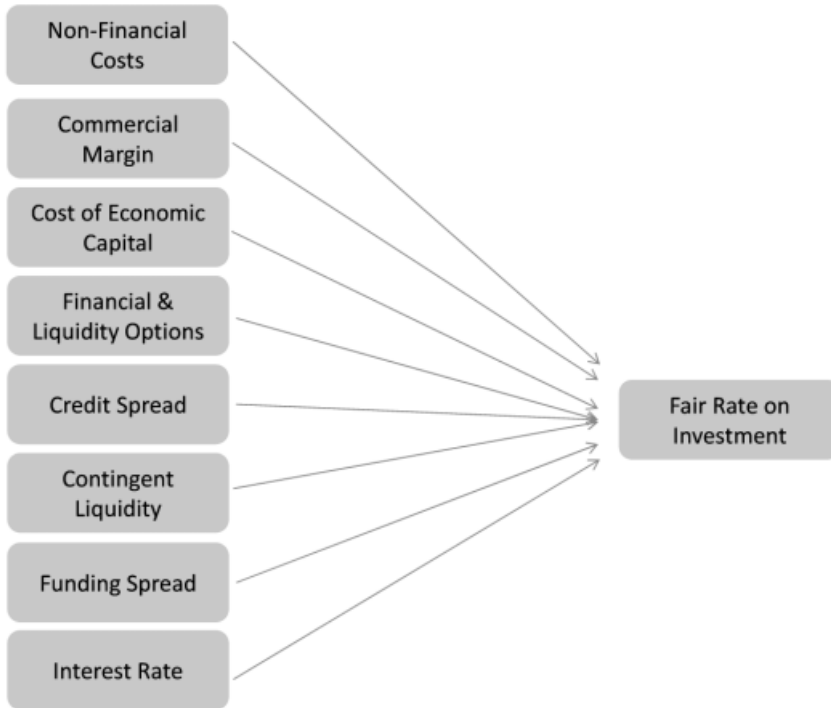 Non-Financial
Costs
Commercial
Margin
Cost of Economic
Capital
Financial &
Liquidity Options
Credit Spread
Contingent
Liquidity
Funding Spread
Interest Rate
Fair Rate on
Investment